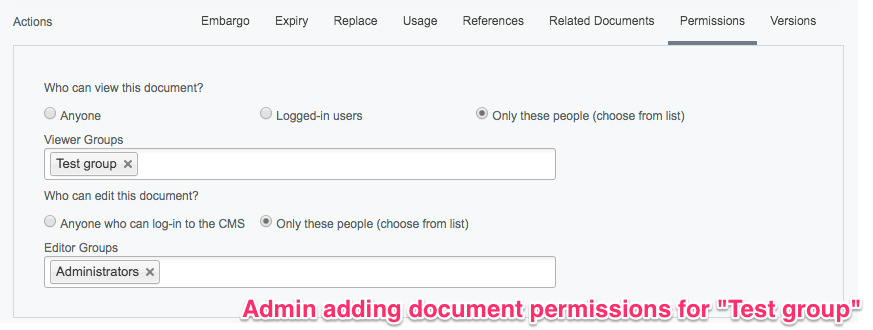 Actions Embargo Expiry Replace Usage References Related Documents Permissions Versions
Who can view this document?
Anyone Logged-in users Only these people (choose from list)
Viewer Groups
Test group ×
Who can edit this document?
Anyone who can log-in to the CMS Only these people (choose from list)
Editor Groups
Administrators ×
Admin adding document permissions for "Test group"